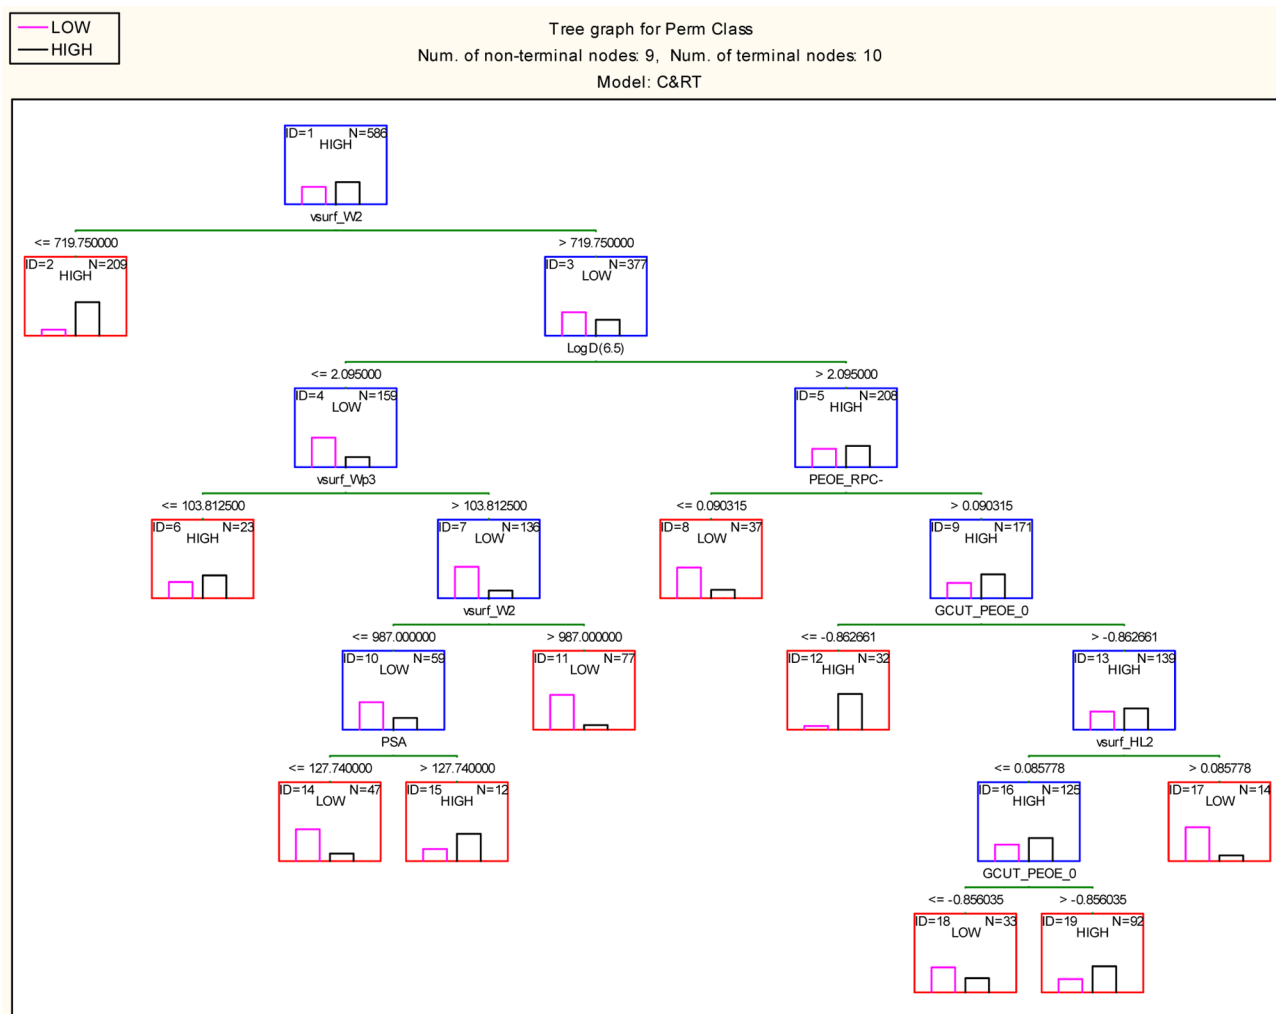 LOW
HIGH
Tree graph for Perm Class
Num. of non-terminal nodes: 9, Num. of terminal nodes: 10
Model: C&RT
ID=1 N=586
HIGH
vsurf_W2
<= 719.750000 > 719.750000
ID=2 N=209 ID=3 N=377
HIGH LOW
LogD(6.5)
<= 2.095000 > 2.095000
ID=4 N=159 ID=5 N=208
LOW HIGH
vsurf_Wp3 PEOE_RPC-
<= 103.812500 > 103.812500 <= 0.090315 > 0.090315
ID=6 N=23 ID=7 N=136 ID=8 N=37 ID=9 N=171
HIGH LOW LOW HIGH
vsurf_W2 GCUT_PEOE_0
<= 987.000000 > 987.000000 <= -0.862661 > -0.862661
ID=10 N=59 ID=11 N=77 ID=12 N=32 ID=13 N=139
LOW LOW HIGH HIGH
PSA vsurf_HL2
<= 127.740000 > 127.740000 <= 0.085778 > 0.085778
ID=14 N=47 ID=15 N=12 ID=16 N=125 ID=17 N=14
LOW HIGH HIGH LOW
GCUT_PEOE_0
<= -0.856035 > -0.856035
ID=18 N=33 ID=19 N=92
LOW HIGH